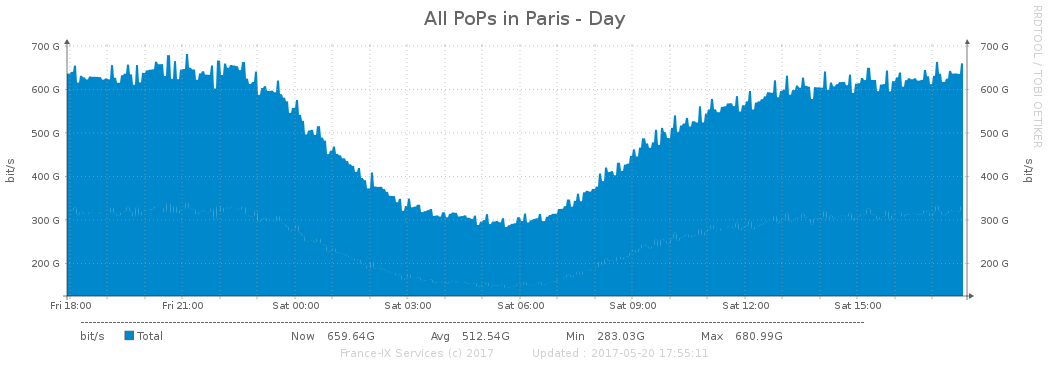 All PoPs in Paris - Day
RRDTOOL / TOBI OETIKER
bit/s
bit/s
700 G 700 G
600 G 600 G
500 G 500 G
400 G 400 G
300 G 300 G
200 G 200 G
Fri 18:00 Fri 21:00 Sat 00:00 Sat 03:00 Sat 06:00 Sat 09:00 Sat 12:00 Sat 15:00
bit/s Total Now 659.64G Avg 512.54G Min 283.03G Max 680.99G
France-IX Services (c) 2017 Updated : 2017-05-20 17:55:11